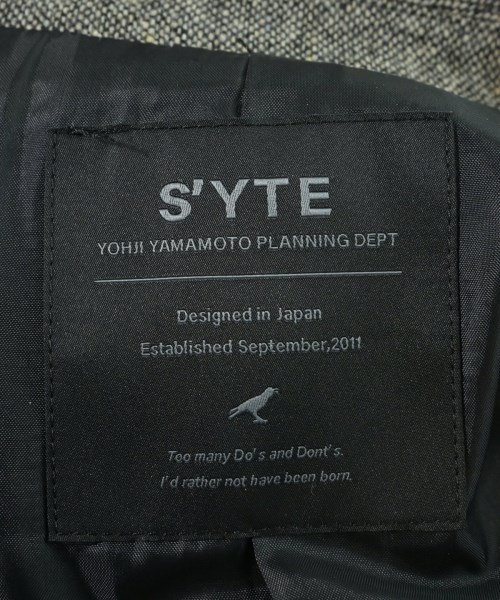 S'YTE
YOHJI YAMAMOTO PLANNING DEPT
Designed in Japan
Established September,2011
Too many Do's and Dont's.
I'd rather not have been born.